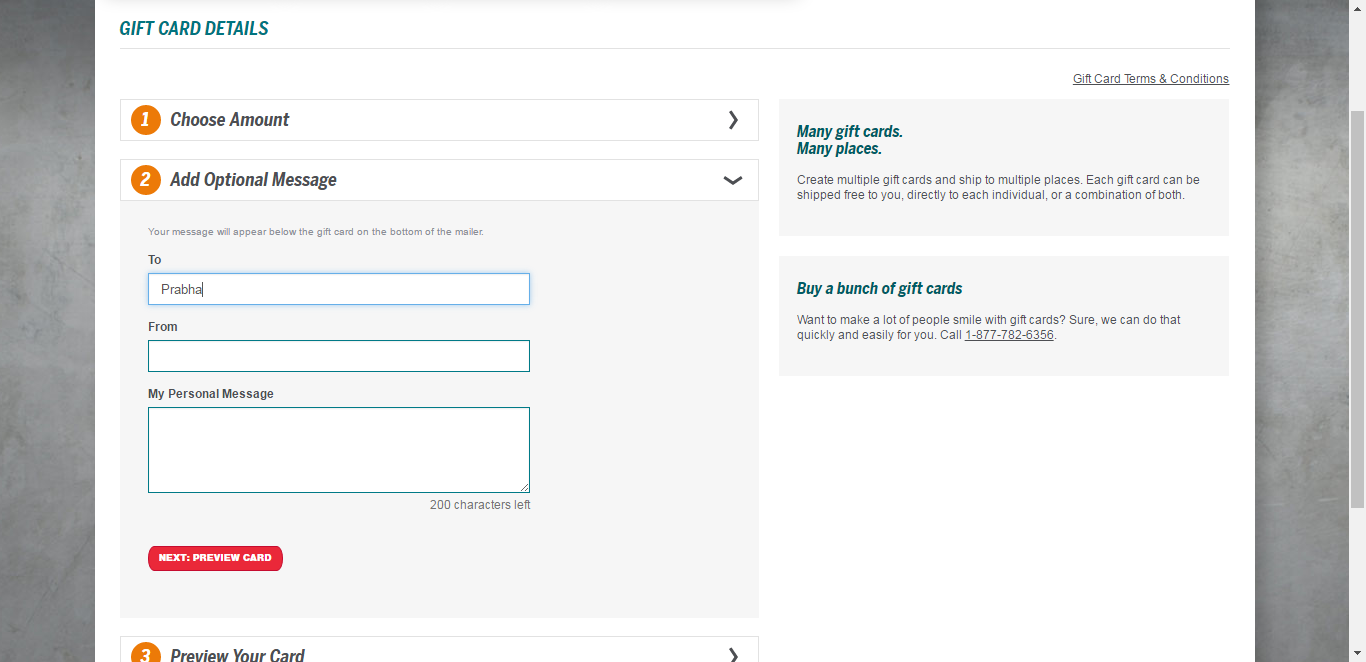 GIFT CARD DETAILS
Gift Card Terms & Conditions
1 Choose Amount
2 Add Optional Message
Your message will appear below the gift card on the bottom of the mailer.
To
Prabha
From
My Personal Message
200 characters left
NEXT: PREVIEW CARD
3 Preview Your Card
Many gift cards.
Many places.
Create multiple gift cards and ship to multiple places. Each gift card can be
shipped free to you, directly to each individual, or a combination of both.
Buy a bunch of gift cards
Want to make a lot of people smile with gift cards? Sure, we can do that
quickly and easily for you. Call 1-877-782-6356.